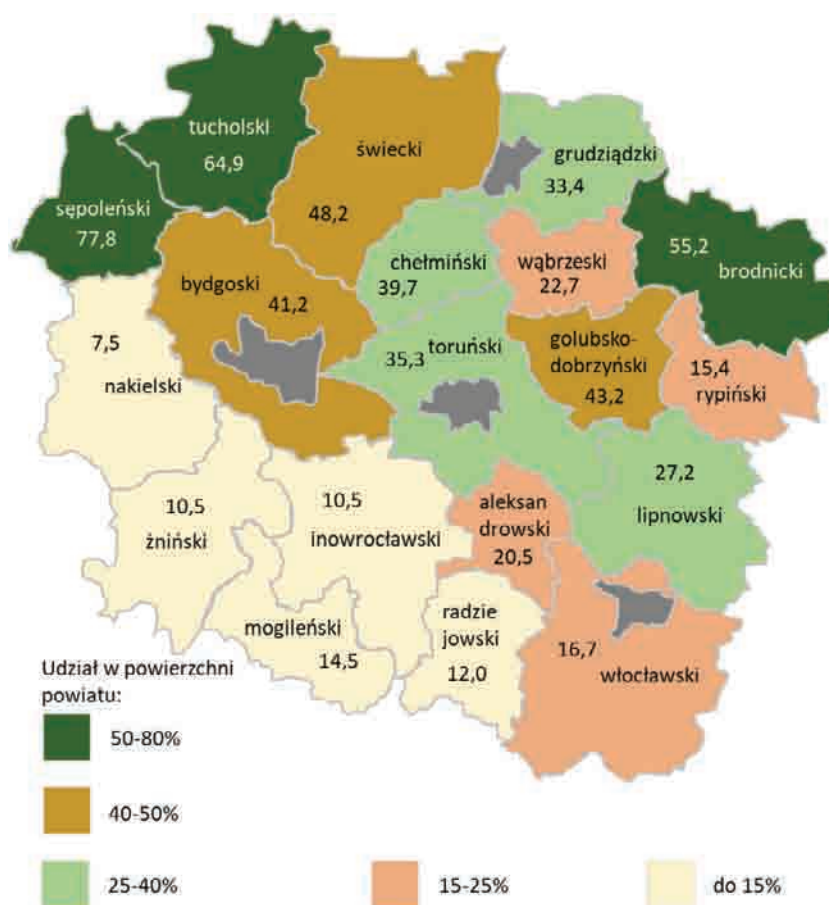 tucholski
64,9
świecki
48,2
grudziądzki
33,4
sępoleński
77,8
bydgoski
41,2
chełmiński
39,7
wąbrzeski
22,7
55,2
brodnicki
7,5
nakielski
35,3
toruński
golubsko-
dobrzyński
43,2
15,4
rypiński
10,5
żniński
10,5
inowrocławski
aleksan
drowski
20,5
27,2
lipnowski
mogileński
14,5
radzie
jowski
12,0
16,7
włocławski
Udział w powierzchni
powiatu:
50-80%
40-50%
25-40%
15-25%
do 15%